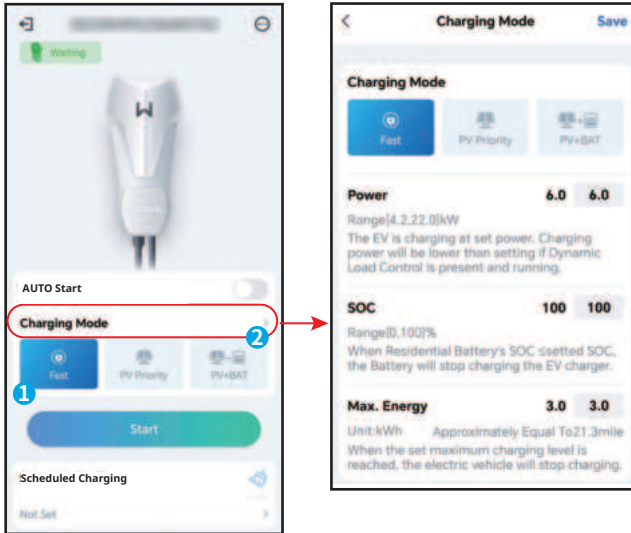 Waiting
AUTO Start
Charging Mode
2
Fast
PV Priority
PV+BAT
1
Start
Scheduled Charging
Not Set
Charging Mode
Save
Charging Mode
Fast
PV Priority
PV+BAT
Power 6.0 6.0
Range[4.2,22.0]kW
The EV is charging at set power. Charging
power will be lower than setting if Dynamic
Load Control is present and running.
SOC 100 100
Range[0,100]%
When Residential Battery's SOC ≤setted SOC,
the Battery will stop charging the EV charger.
Max. Energy 3.0 3.0
Unit:kWh Approximately Equal To21.3mile
When the set maximum charging level is
reached, the electric vehicle will stop charging.